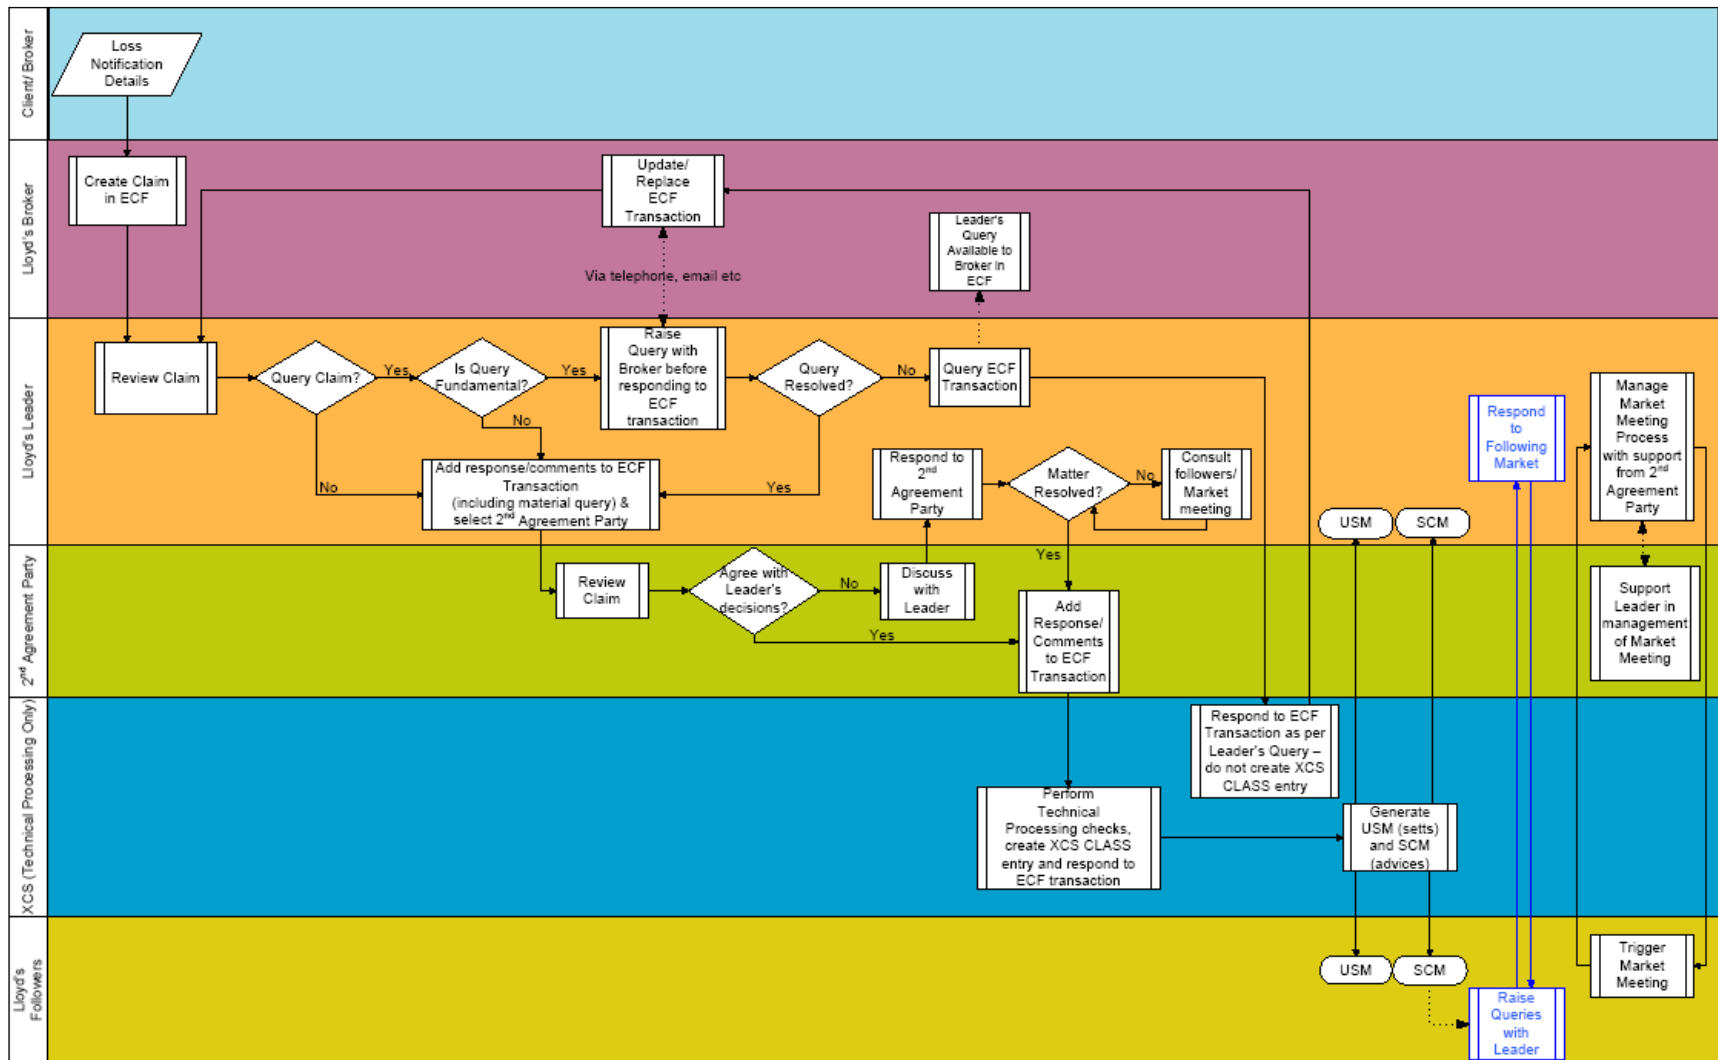 Client/ Broker
Loss
Notification
Details
Lloyd's Broker
Create Claim
in ECF
Update/
Replace
ECF
Transaction
Via telephone, email etc
Leader's
Query
Available to
Broker in
ECF
Lloyd's Leader
Review Claim
Query Claim?
Yes
Is Query
Fundamental?
Yes
Raise
Query with
Broker before
responding to
ECF
transaction
Query
Resolved?
No
Query ECF
Transaction
No
No
Yes
Add response/comments to ECF
Transaction
(including material query) &
select 2nd Agreement Party
Respond to
2nd
Agreement
Party
Matter
Resolved?
No
Consult
followers/
Market
meeting
Yes
USM
SCM
Respond
to
Following
Market
Manage
Market
Meeting
Process
with support
from 2nd
Agreement
Party
2nd Agreement Party
Review
Claim
Agree with
Leader's
decisions?
No
Yes
Discuss
with
Leader
Add
Response/
Comments
to ECF
Transaction
Support
Leader in
management
of Market
Meeting
XCS (Technical Processing Only)
Respond to ECF
Transaction as per
Leader's Query –
do not create XCS
CLASS entry
Perform
Technical
Processing checks,
create XCS CLASS
entry and respond to
ECF transaction
Generate
USM (setts)
and SCM
(advices)
Lloyd's
Followers
USM
SCM
Raise
Queries
with
Leader
Trigger
Market
Meeting